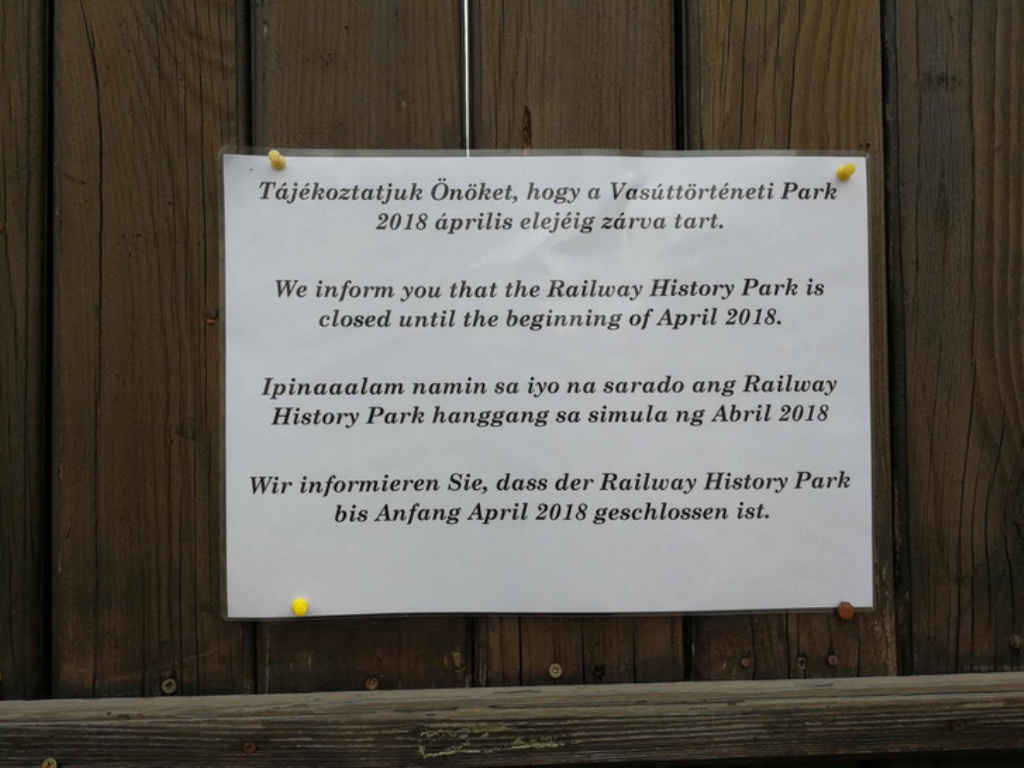 Tájékoztatjuk Önöket, hogy a Vasúttörténeti Park
2018 április elejéig zárva tart.
We inform you that the Railway History Park is
closed until the beginning of April 2018.
Ipinaaalam namin sa iyo na sarado ang Railway
History Park hanggang sa simula ng Abril 2018
Wir informieren Sie, dass der Railway History Park
bis Anfang April 2018 geschlossen ist.